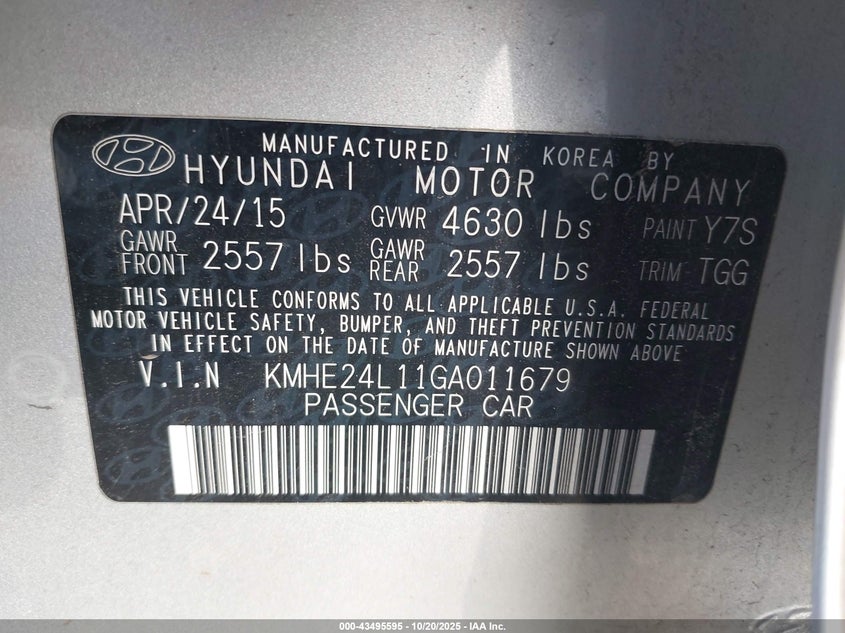 MANUFACTURED IN KOREA BY
HYUNDAI MOTOR COMPANY
APR/24/15 GVWR 4630 lbs PAINT Y7S
GAWR FRONT 2557 lbs GAWR REAR 2557 lbs TRIM TGG
THIS VEHICLE CONFORMS TO ALL APPLICABLE U.S.A. FEDERAL
MOTOR VEHICLE SAFETY, BUMPER, AND THEFT PREVENTION STANDARDS
IN EFFECT ON THE DATE OF MANUFACTURE SHOWN ABOVE
V.I.N KMHE24L11GA011679
PASSENGER CAR
000-43495595 - 10/20/2025 - IAA Inc.